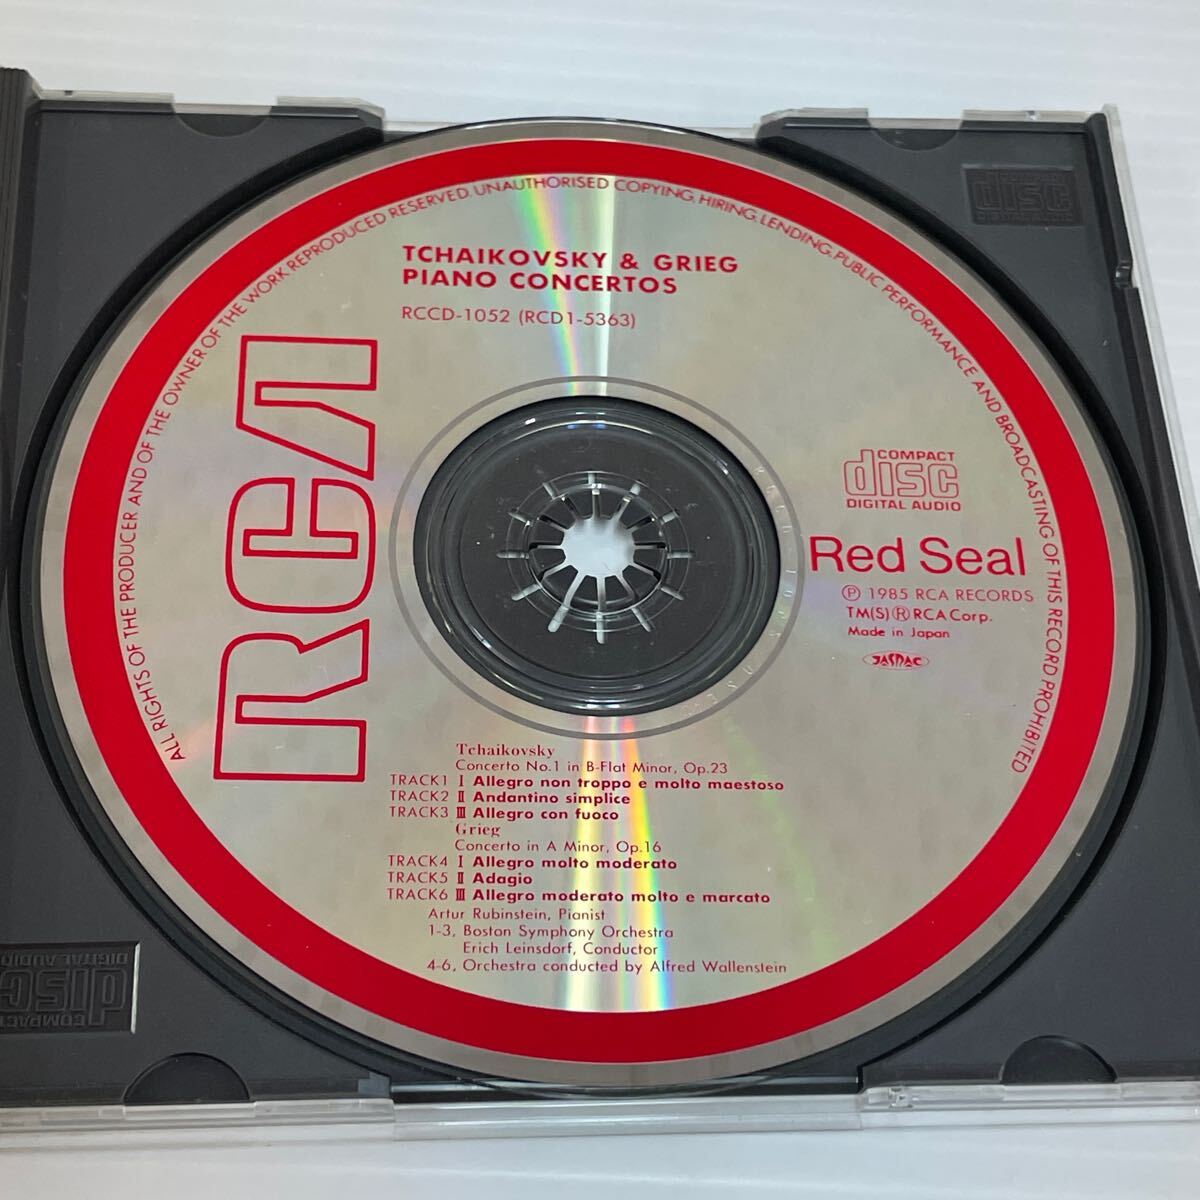 ALL RIGHTS OF THE PRODUCER AND OF THE OWNER OF THE WORK REPRODUCED RESERVED. UNAUTHORISED COPYING, HIRING, LENDING, PUBLIC PERFORMANCE AND BROADCASTING OF THIS RECORD PROHIBITED
TCHAIKOVSKY & GRIEG
PIANO CONCERTOS
RCCD-1052 (RCD1-5363)
RCA
COMPACT
disc
DIGITAL AUDIO
Red Seal
Ⓟ 1985 RCA RECORDS
TM(S)® RCA Corp.
Made in Japan
JASRAC
Tchaikovsky
Concerto No.1 in B-Flat Minor, Op.23
TRACK1 Ⅰ Allegro non troppo e molto maestoso
TRACK2 Ⅱ Andantino simplice
TRACK3 Ⅲ Allegro con fuoco
Grieg
Concerto in A Minor, Op.16
TRACK4 Ⅰ Allegro molto moderato
TRACK5 Ⅱ Adagio
TRACK6 Ⅲ Allegro moderato molto e marcato
Artur Rubinstein, Pianist
1-3, Boston Symphony Orchestra
Erich Leinsdorf, Conductor
4-6, Orchestra conducted by Alfred Wallenstein
COMPACT
disc
DIGITAL AUDIO
COMPACT
disc
DIGITAL AUDIO